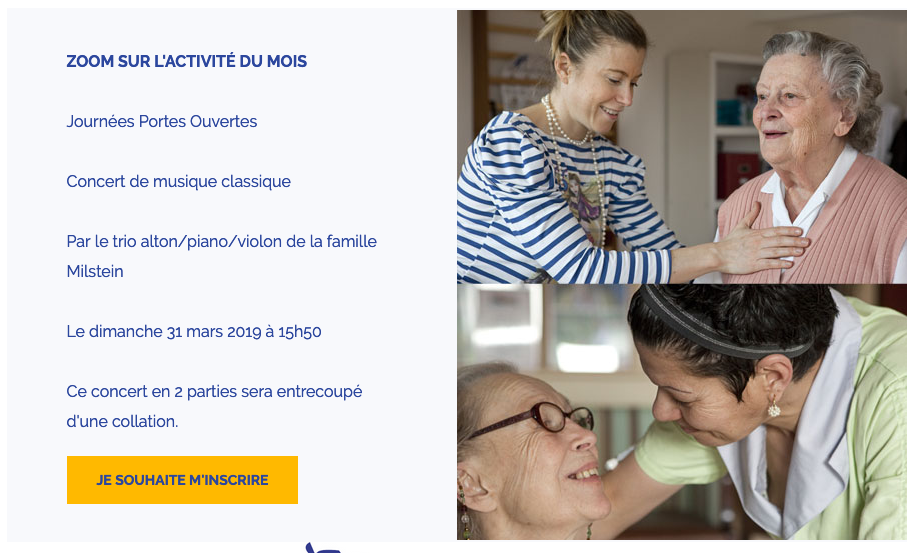 ZOOM SUR L'ACTIVITÉ DU MOIS
Journées Portes Ouvertes
Concert de musique classique
Par le trio alton/piano/violon de la famille
Milstein
Le dimanche 31 mars 2019 à 15h50
Ce concert en 2 parties sera entrecoupé
d'une collation.
JE SOUHAITE M'INSCRIRE